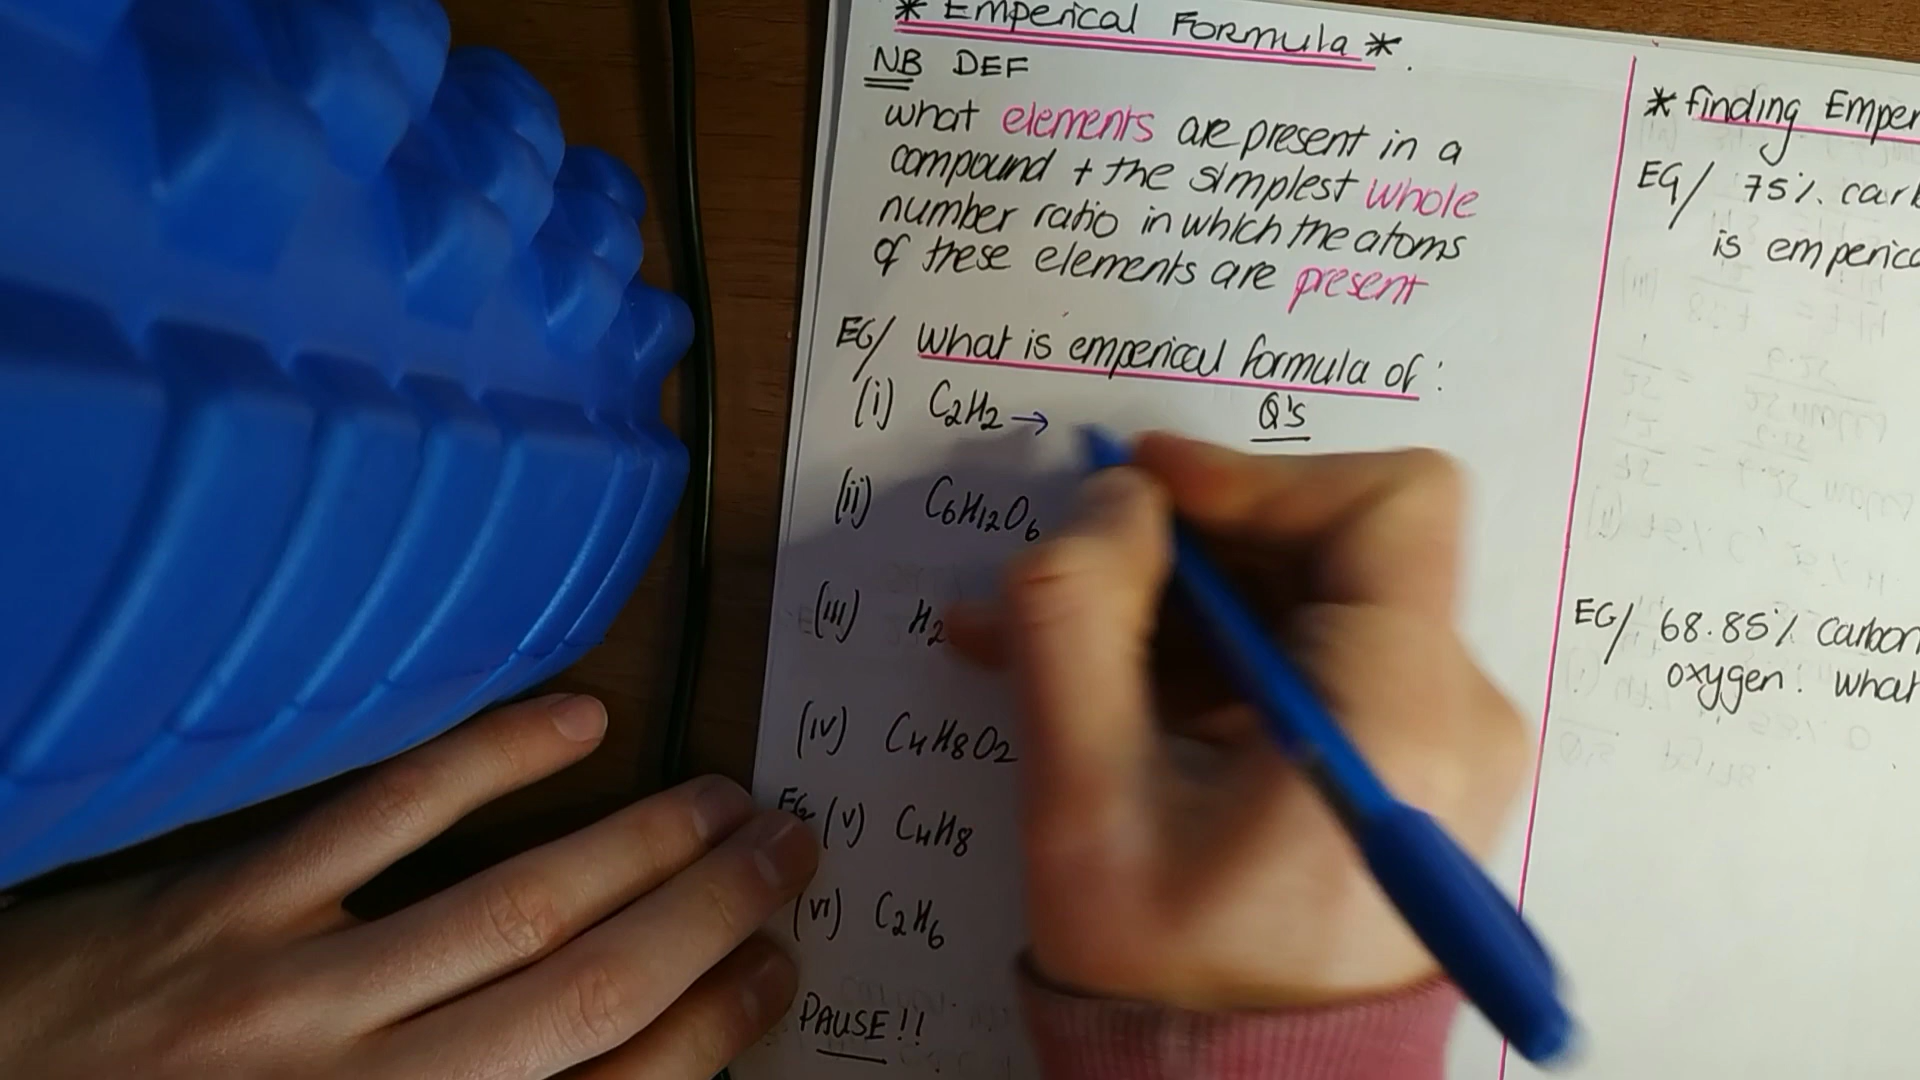 * Emperical Formula *
NB DEF
what elements are present in a
compound + the simplest whole
number ratio in which the atoms
of these elements are present
EG/ What is emperical formula of :
Q's
(i) C2H2 →
(ii) C6H12O6
(iii) H2
(iv) C4H8O2
EG (v) C4H8
(vi) C2H6
PAUSE!!
* finding Emper
EG/ 75%. carb
is emperica
EG/ 68.85% Carbon
oxygen. what